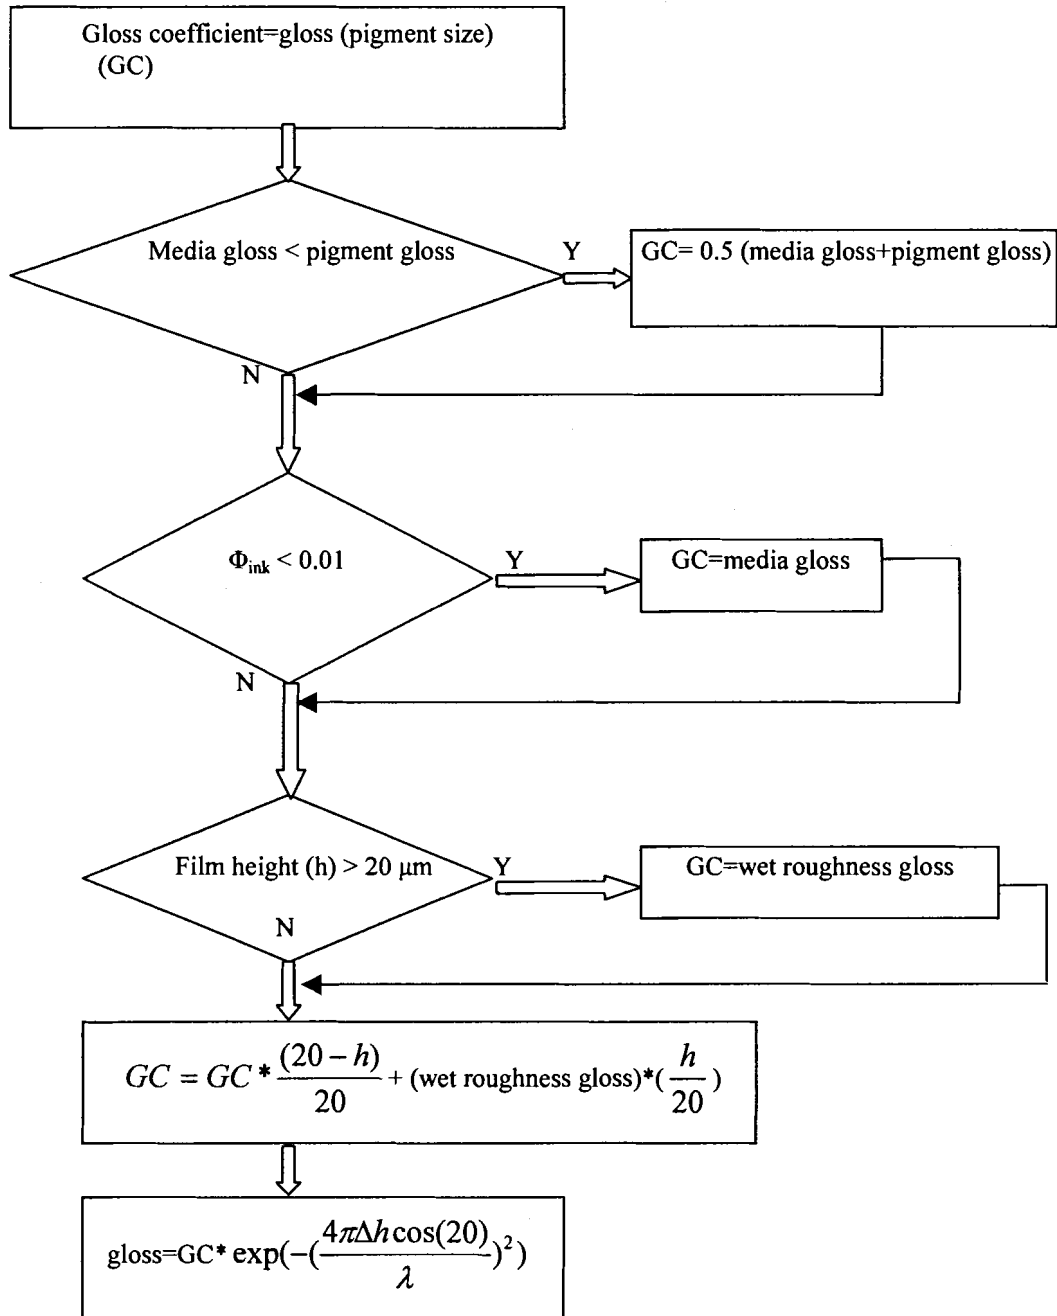 Gloss coefficient=gloss (pigment size)
(GC)
Media gloss < pigment gloss
Y
GC= 0.5 (media gloss+pigment gloss)
N
Φink < 0.01
Y
GC=media gloss
N
Film height (h) > 20 μm
Y
GC=wet roughness gloss
N
GC = GC * (20 − h)/20 + (wet roughness gloss)*(h/20)
gloss=GC* exp(−(4πΔh cos(20)/λ)²)